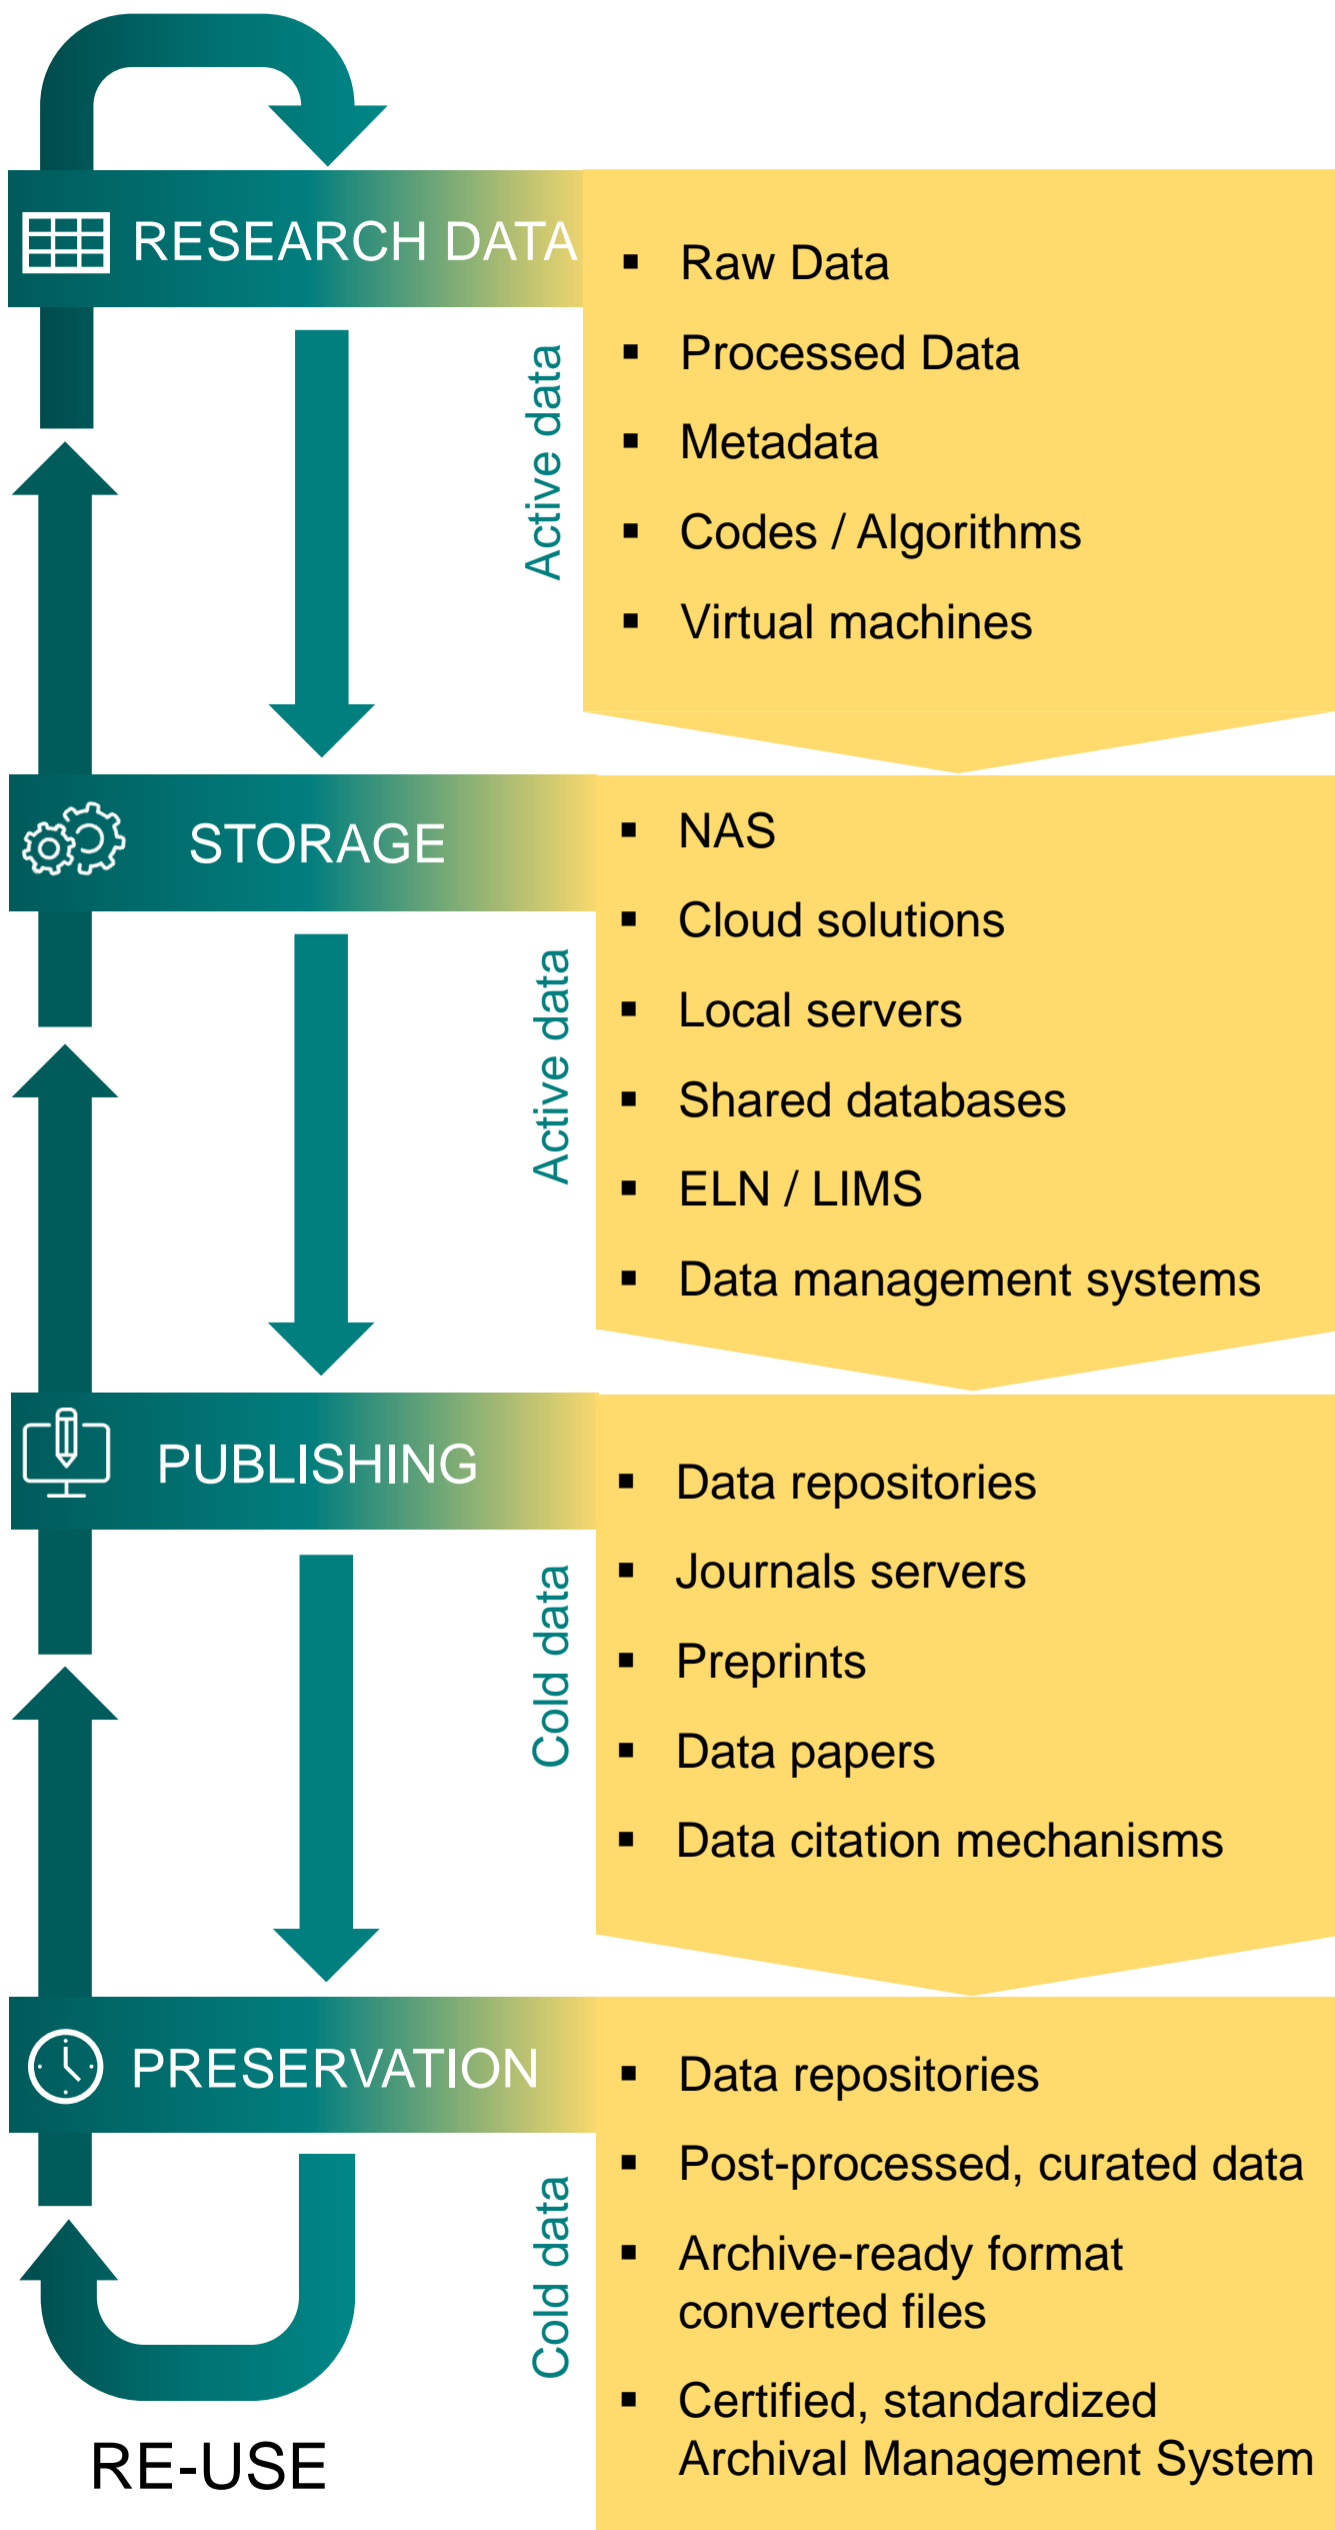 RESEARCH DATA
Active data
Raw Data
Processed Data
Metadata
Codes / Algorithms
Virtual machines
STORAGE
Active data
NAS
Cloud solutions
Local servers
Shared databases
ELN / LIMS
Data management systems
PUBLISHING
Cold data
Data repositories
Journals servers
Preprints
Data papers
Data citation mechanisms
PRESERVATION
Cold data
Data repositories
Post-processed, curated data
Archive-ready format
converted files
Certified, standardized
Archival Management System
RE-USE